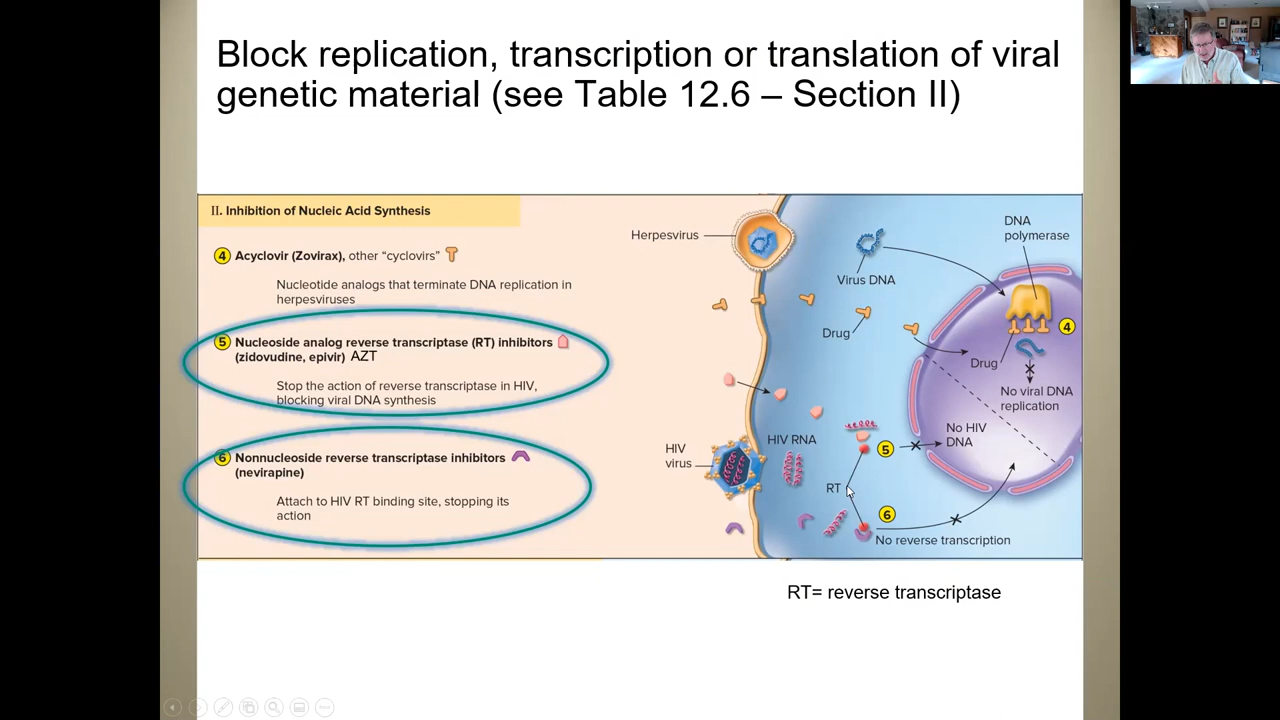 Block replication, transcription or translation of viral
genetic material (see Table 12.6 – Section II)
II. Inhibition of Nucleic Acid Synthesis
4 Acyclovir (Zovirax), other “cyclovirs”
Nucleotide analogs that terminate DNA replication in
herpesviruses
5 Nucleoside analog reverse transcriptase (RT) inhibitors
(zidovudine, epivir) AZT
Stop the action of reverse transcriptase in HIV,
blocking viral DNA synthesis
6 Nonnucleoside reverse transcriptase inhibitors
(nevirapine)
Attach to HIV RT binding site, stopping its
action
Herpesvirus
Virus DNA
DNA
polymerase
4
Drug
Drug
No viral DNA
replication
HIV RNA
No HIV
DNA
5
HIV
virus
RT
6
No reverse transcription
RT= reverse transcriptase